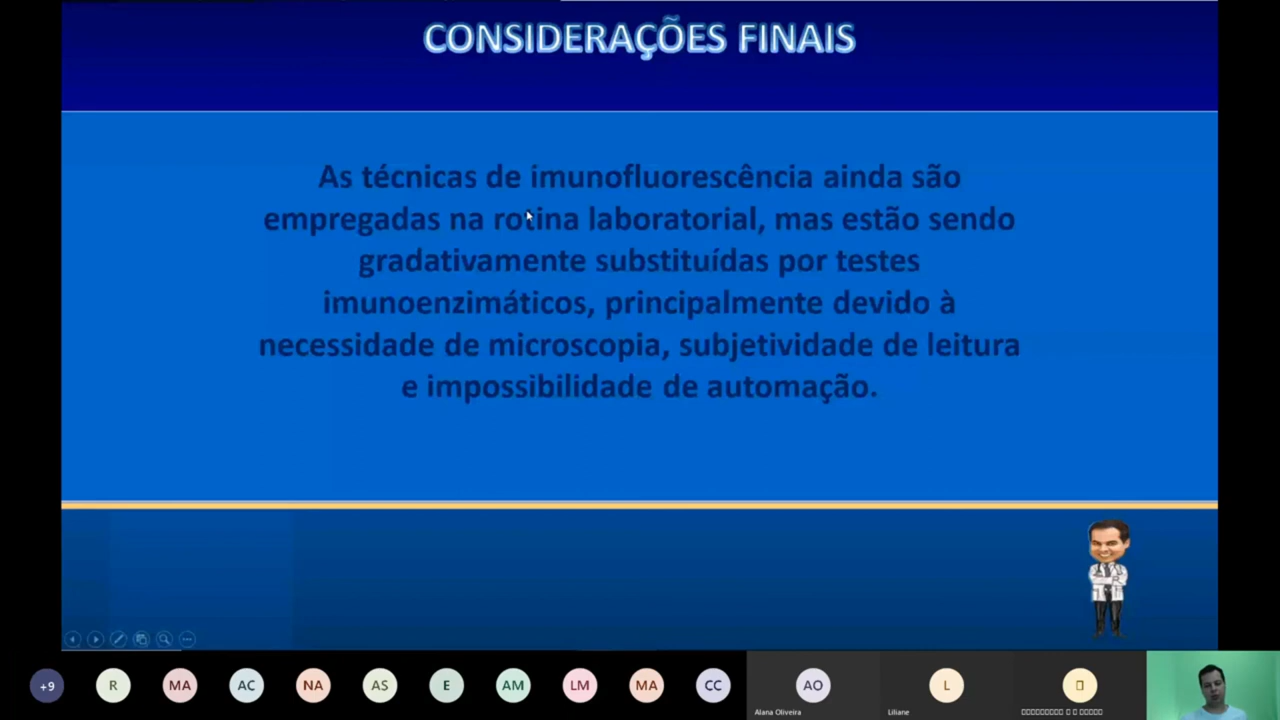 CONSIDERAÇÕES FINAIS
As técnicas de imunofluorescência ainda são
empregadas na rotina laboratorial, mas estão sendo
gradativamente substituídas por testes
imunoenzimáticos, principalmente devido à
necessidade de microscopia, subjetividade de leitura
e impossibilidade de automação.
+9 R MA AC NA AS E AM LM MA CC AO L
Alana Oliveira Liliane